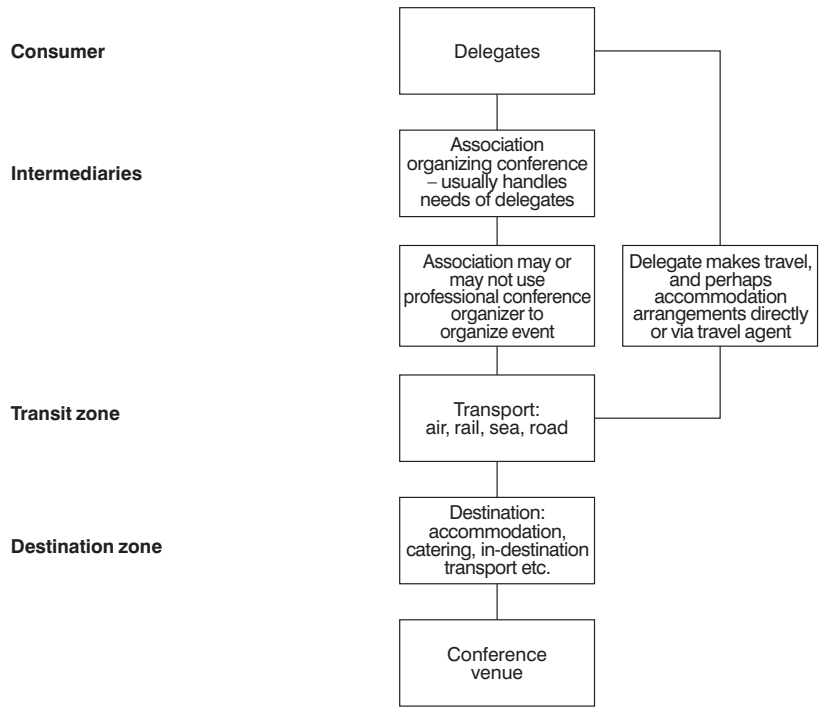 Consumer
Delegates
Intermediaries
Association
organizing conference
– usually handles
needs of delegates
Association may or
may not use
professional conference
organizer to
organize event
Delegate makes travel,
and perhaps
accommodation
arrangements directly
or via travel agent
Transit zone
Transport:
air, rail, sea, road
Destination zone
Destination:
accommodation,
catering, in-destination
transport etc.
Conference
venue